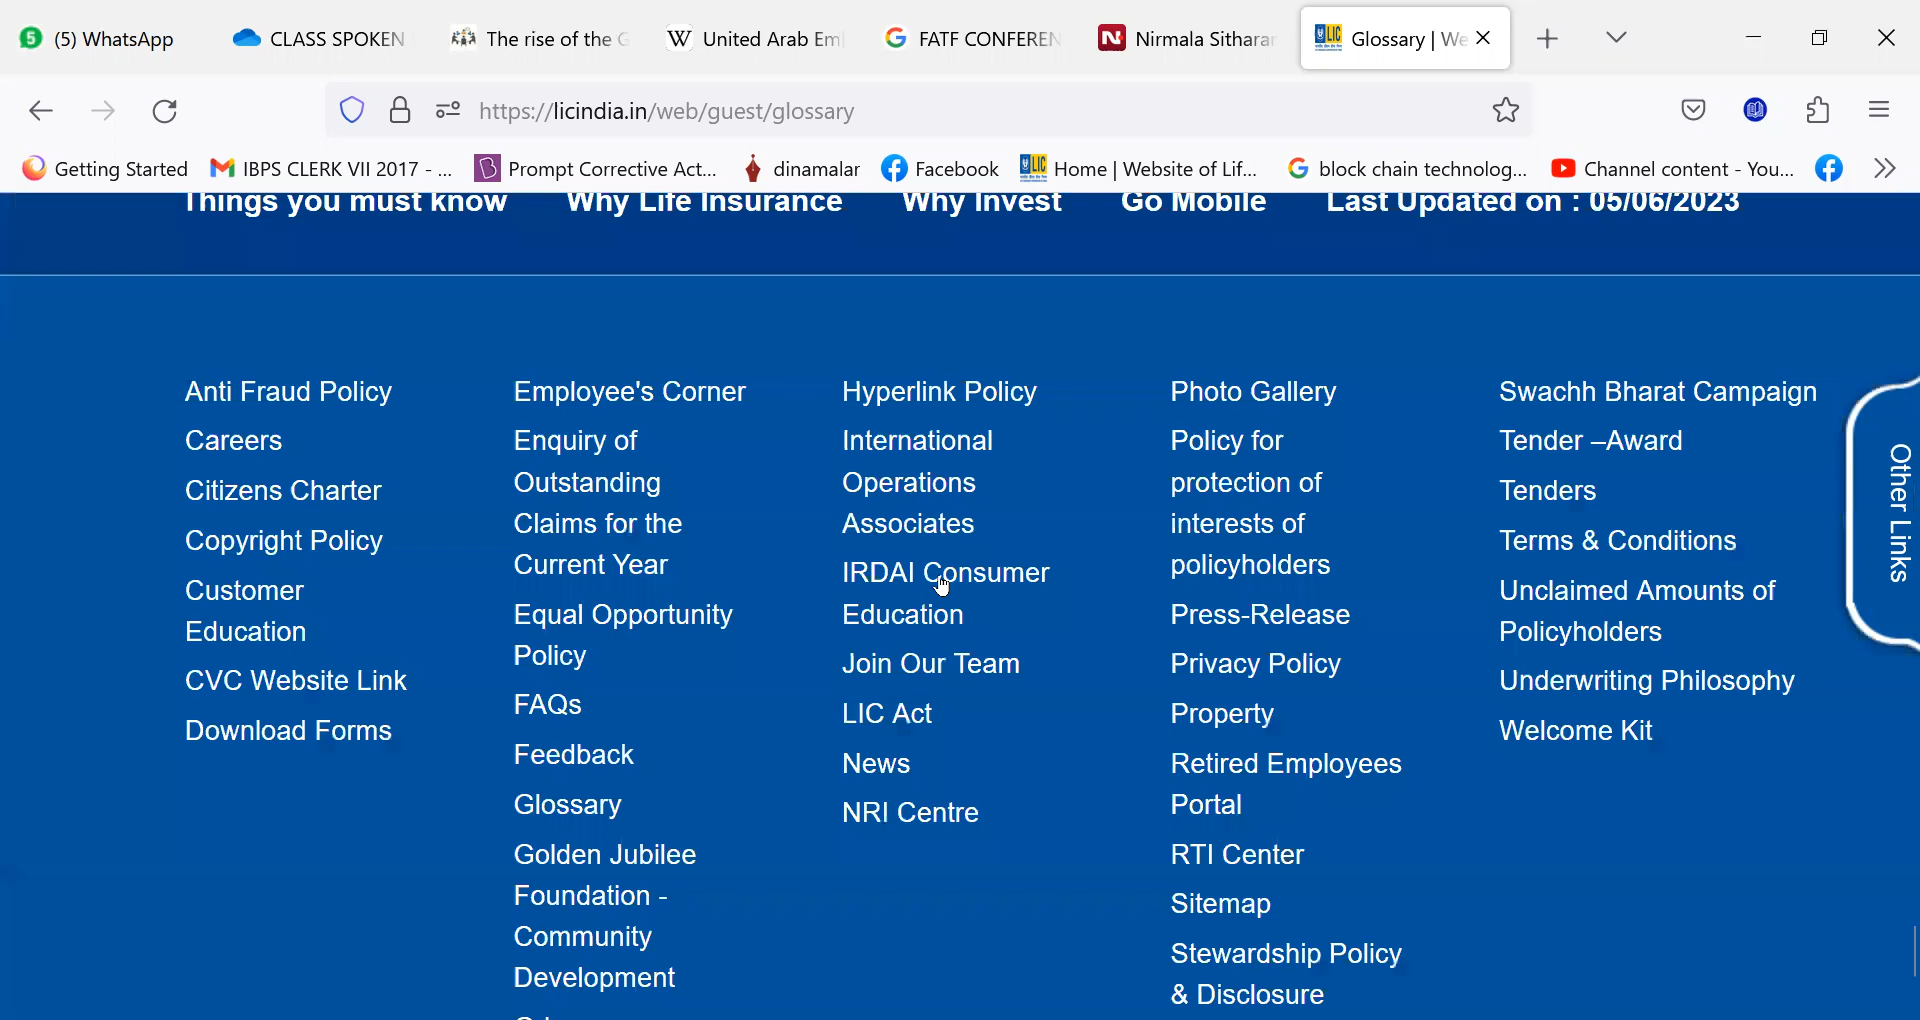 (5) WhatsApp
CLASS SPOKEN
The rise of the
United Arab Em
FATF CONFEREN
Nirmala Sithara
Glossary | We
https://licindia.in/web/guest/glossary
Getting Started
IBPS CLERK VII 2017 - ...
Prompt Corrective Act...
dinamalar
Facebook
Home | Website of Lif...
block chain technolog...
Channel content - You...
Things you must know
Why Life Insurance
Why Invest
Go Mobile
Last Updated on : 05/06/2023
Anti Fraud Policy
Careers
Citizens Charter
Copyright Policy
Customer
Education
CVC Website Link
Download Forms
Employee's Corner
Enquiry of
Outstanding
Claims for the
Current Year
Equal Opportunity
Policy
FAQs
Feedback
Glossary
Golden Jubilee
Foundation -
Community
Development
Hyperlink Policy
International
Operations
Associates
IRDAI Consumer
Education
Join Our Team
LIC Act
News
NRI Centre
Photo Gallery
Policy for
protection of
interests of
policyholders
Press-Release
Privacy Policy
Property
Retired Employees
Portal
RTI Center
Sitemap
Stewardship Policy
& Disclosure
Swachh Bharat Campaign
Tender –Award
Tenders
Terms & Conditions
Unclaimed Amounts of
Policyholders
Underwriting Philosophy
Welcome Kit
Other Links